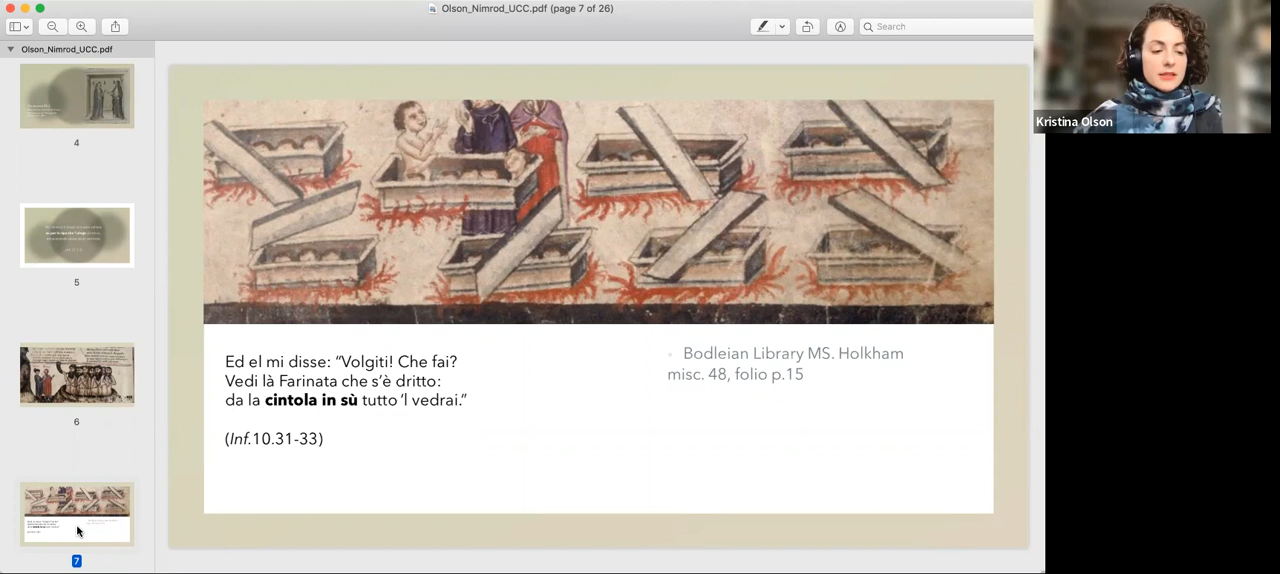 Olson_Nimrod_UCC.pdf (page 7 of 26)
Search
Olson_Nimrod_UCC.pdf
4
5
6
7
Ed el mi disse: “Volgiti! Che fai?
Vedi là Farinata che s’è dritto:
da la cintola in sù tutto ’l vedrai.”
(Inf.10.31-33)
Bodleian Library MS. Holkham
misc. 48, folio p.15
Kristina Olson